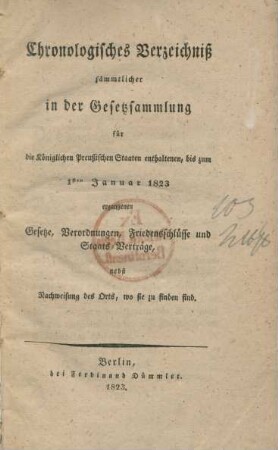 Chronologisches Verzeichniß
sämmtlicher
in der Gesetzsammlung
für
die Königlichen Preußischen Staaten enthaltenen, bis zum
1sten Januar 1823
ergangenen
Gesetze, Verordnungen, Friedensschlüsse und
Staats-Verträge,
nebst
Nachweisung des Orts, wo sie zu finden sind.
Berlin,
bei Ferdinand Dümmler.
1823.